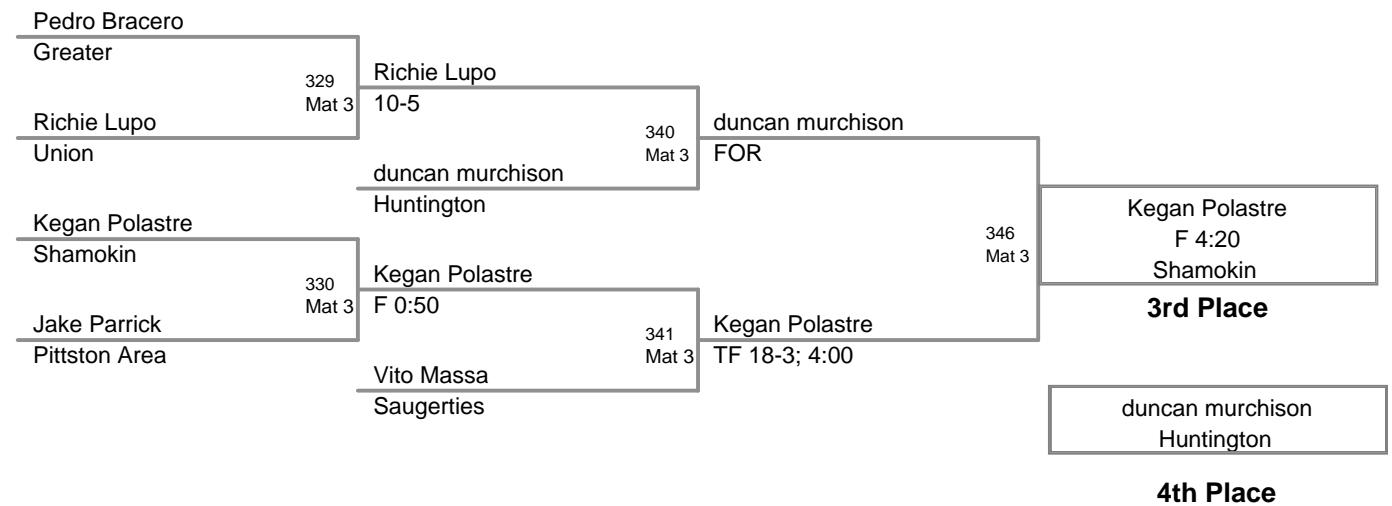 Pedro Bracero
Greater
329
Mat 3
Richie Lupo
10-5
Richie Lupo
Union
340
Mat 3
duncan murchison
FOR
duncan murchison
Huntington
Kegan Polastre
Shamokin
330
Mat 3
Kegan Polastre
F 0:50
Jake Parrick
Pittston Area
341
Mat 3
Kegan Polastre
TF 18-3; 4:00
Vito Massa
Saugerties
346
Mat 3
Kegan Polastre
F 4:20
Shamokin
3rd Place
duncan murchison
Huntington
4th Place